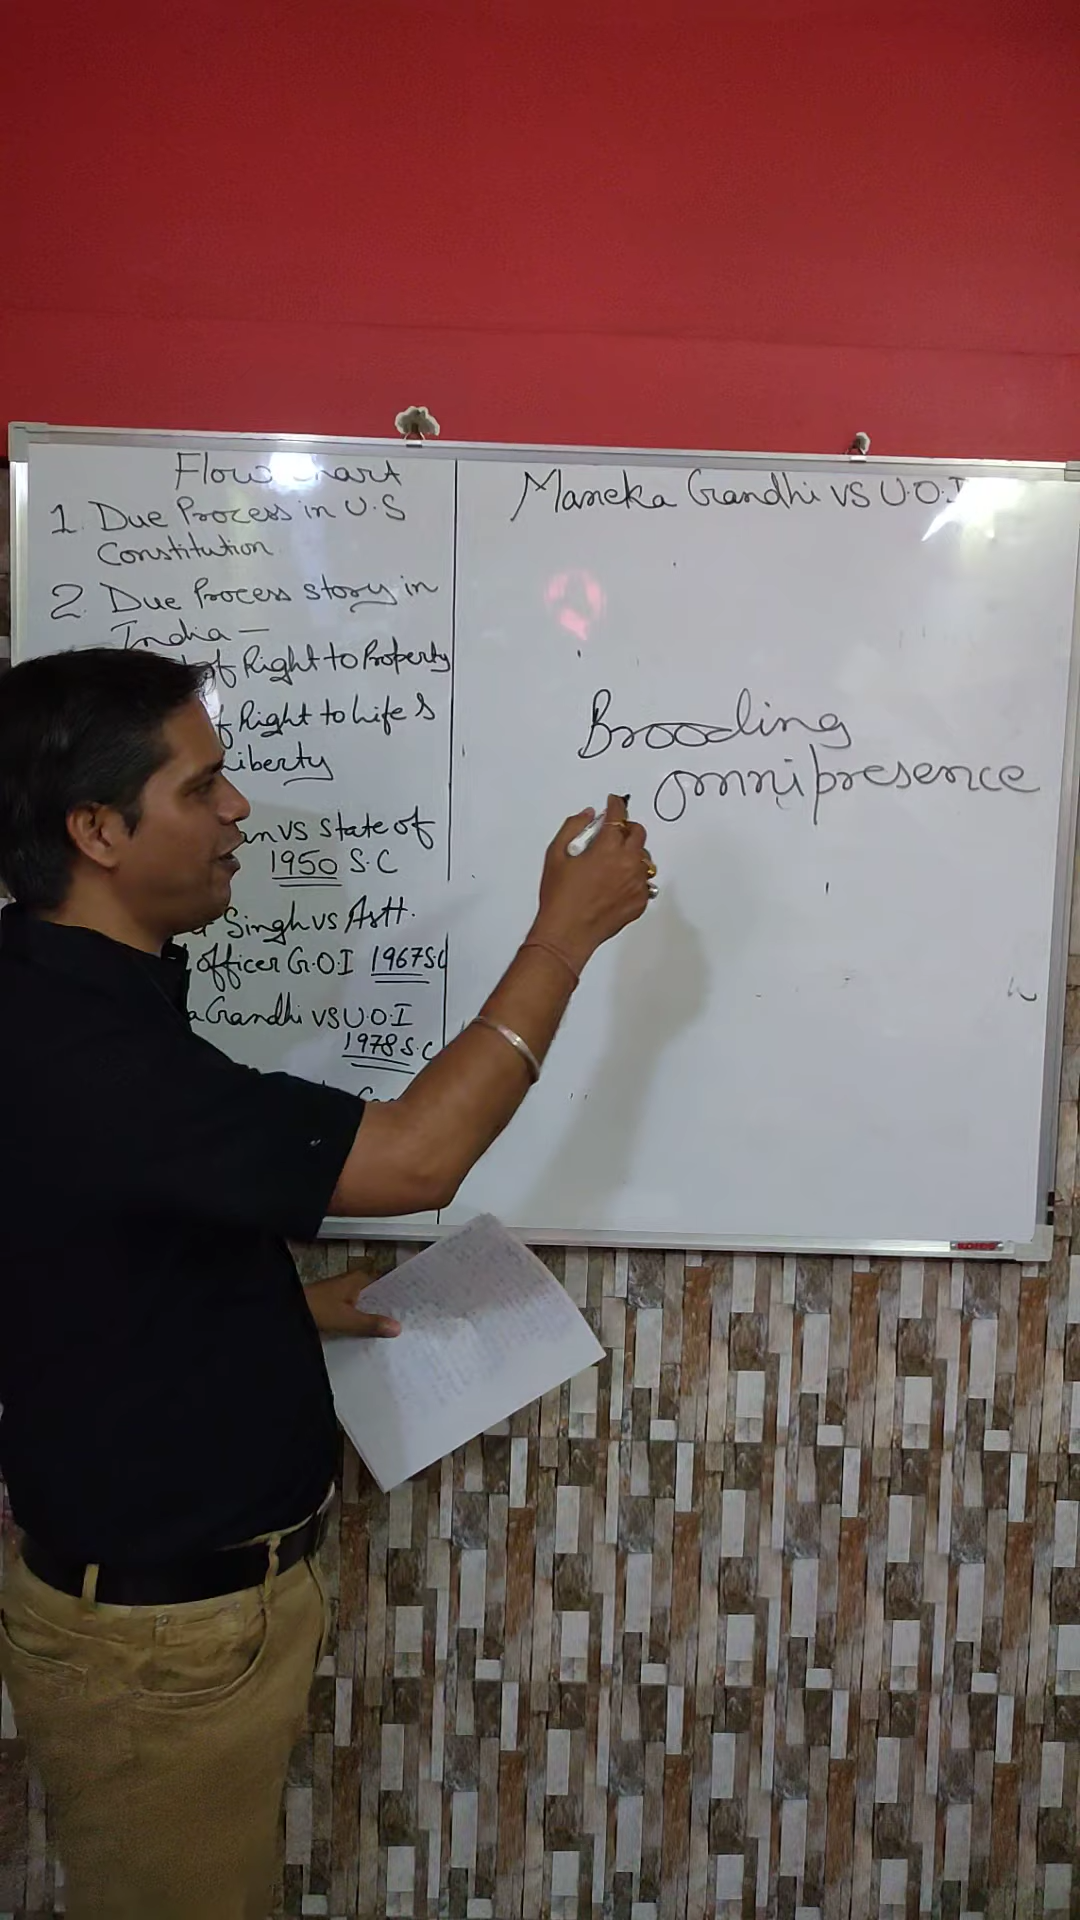 Flow chart
1. Due Process in U.S
Constitution
2. Due Process story in
India —
of Right to Property
Right to Life &
Liberty
vs State of
1950 S.C
Singh vs Astt.
officer G.O.I 1967 SC
Gandhi vs U.O.I
1978 S.C
Maneka Gandhi vs U.O.I
Brooding
omnipresence